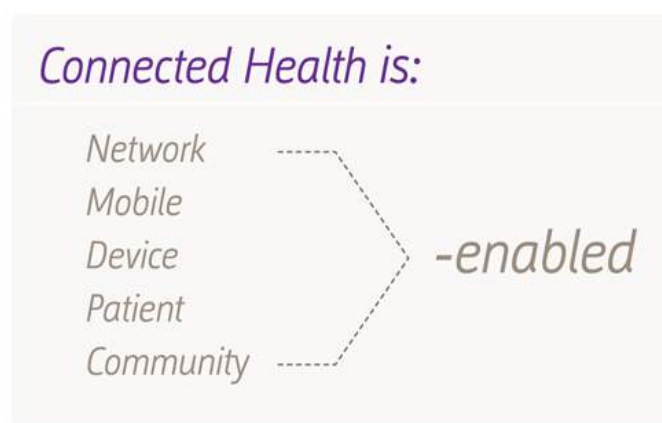 Connected Health is:
Network
Mobile
Device
Patient
Community
-enabled